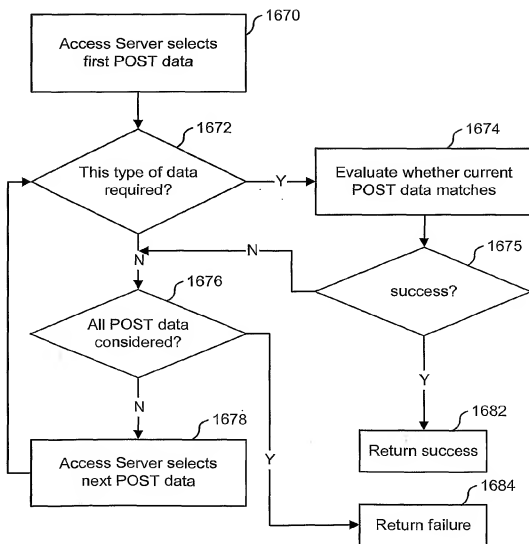 1670
Access Server selects
first POST data
1672
This type of data
required?
Y
1674
Evaluate whether current
POST data matches
N
N
1675
success?
1676
All POST data
considered?
Y
N
1678
Access Server selects
next POST data
Y
1682
Return success
1684
Return failure